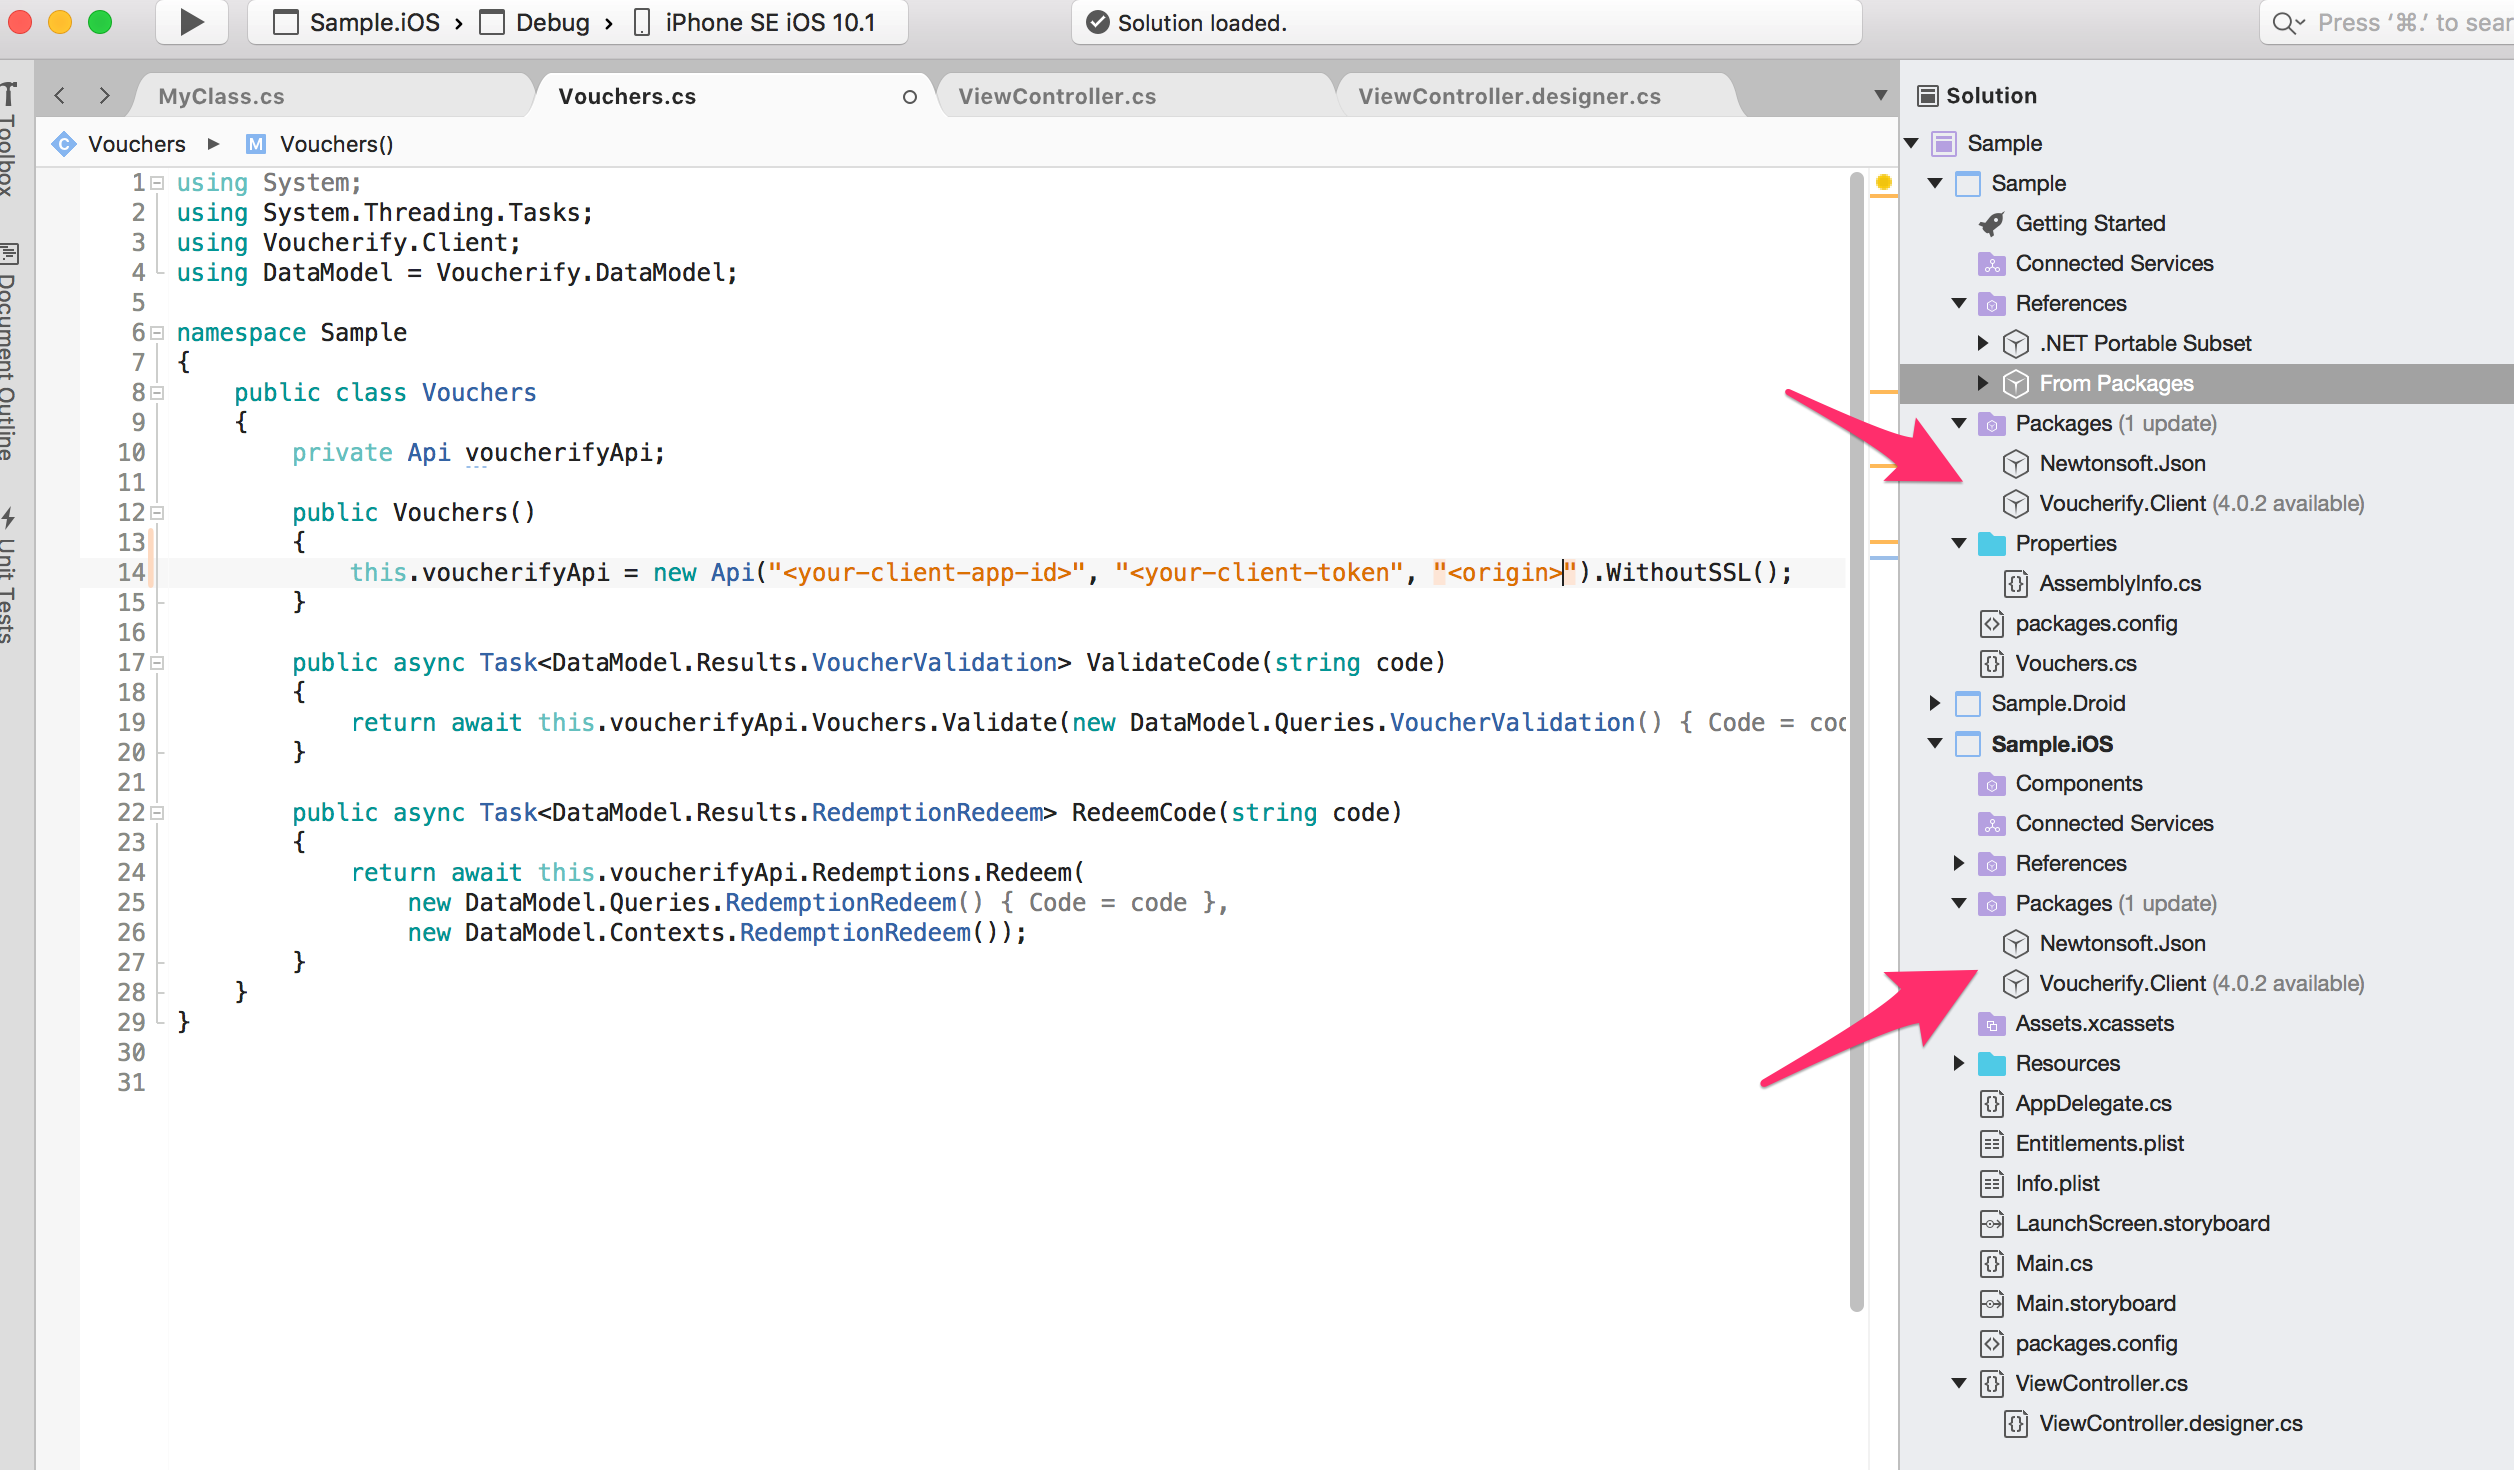 Sample.iOS › Debug › iPhone SE iOS 10.1
Solution loaded.
Press ‘⌘.’ to sear
Toolbox
Document Outline
Unit Tests
MyClass.cs
Vouchers.cs
ViewController.cs
ViewController.designer.cs
C Vouchers
M Vouchers()
1 using System;
2 using System.Threading.Tasks;
3 using Voucherify.Client;
4 using DataModel = Voucherify.DataModel;
5
6 namespace Sample
7 {
8     public class Vouchers
9     {
10         private Api voucherifyApi;
11
12         public Vouchers()
13         {
14             this.voucherifyApi = new Api("<your-client-app-id>", "<your-client-token", "<origin>").WithoutSSL();
15         }
16
17         public async Task<DataModel.Results.VoucherValidation> ValidateCode(string code)
18         {
19             return await this.voucherifyApi.Vouchers.Validate(new DataModel.Queries.VoucherValidation() { Code = cod
20         }
21
22         public async Task<DataModel.Results.RedemptionRedeem> RedeemCode(string code)
23         {
24             return await this.voucherifyApi.Redemptions.Redeem(
25                 new DataModel.Queries.RedemptionRedeem() { Code = code },
26                 new DataModel.Contexts.RedemptionRedeem());
27         }
28     }
29 }
30
31
Solution
Sample
Sample
Getting Started
Connected Services
References
.NET Portable Subset
From Packages
Packages (1 update)
Newtonsoft.Json
Voucherify.Client (4.0.2 available)
Properties
AssemblyInfo.cs
packages.config
Vouchers.cs
Sample.Droid
Sample.iOS
Components
Connected Services
References
Packages (1 update)
Newtonsoft.Json
Voucherify.Client (4.0.2 available)
Assets.xcassets
Resources
AppDelegate.cs
Entitlements.plist
Info.plist
LaunchScreen.storyboard
Main.cs
Main.storyboard
packages.config
ViewController.cs
ViewController.designer.cs